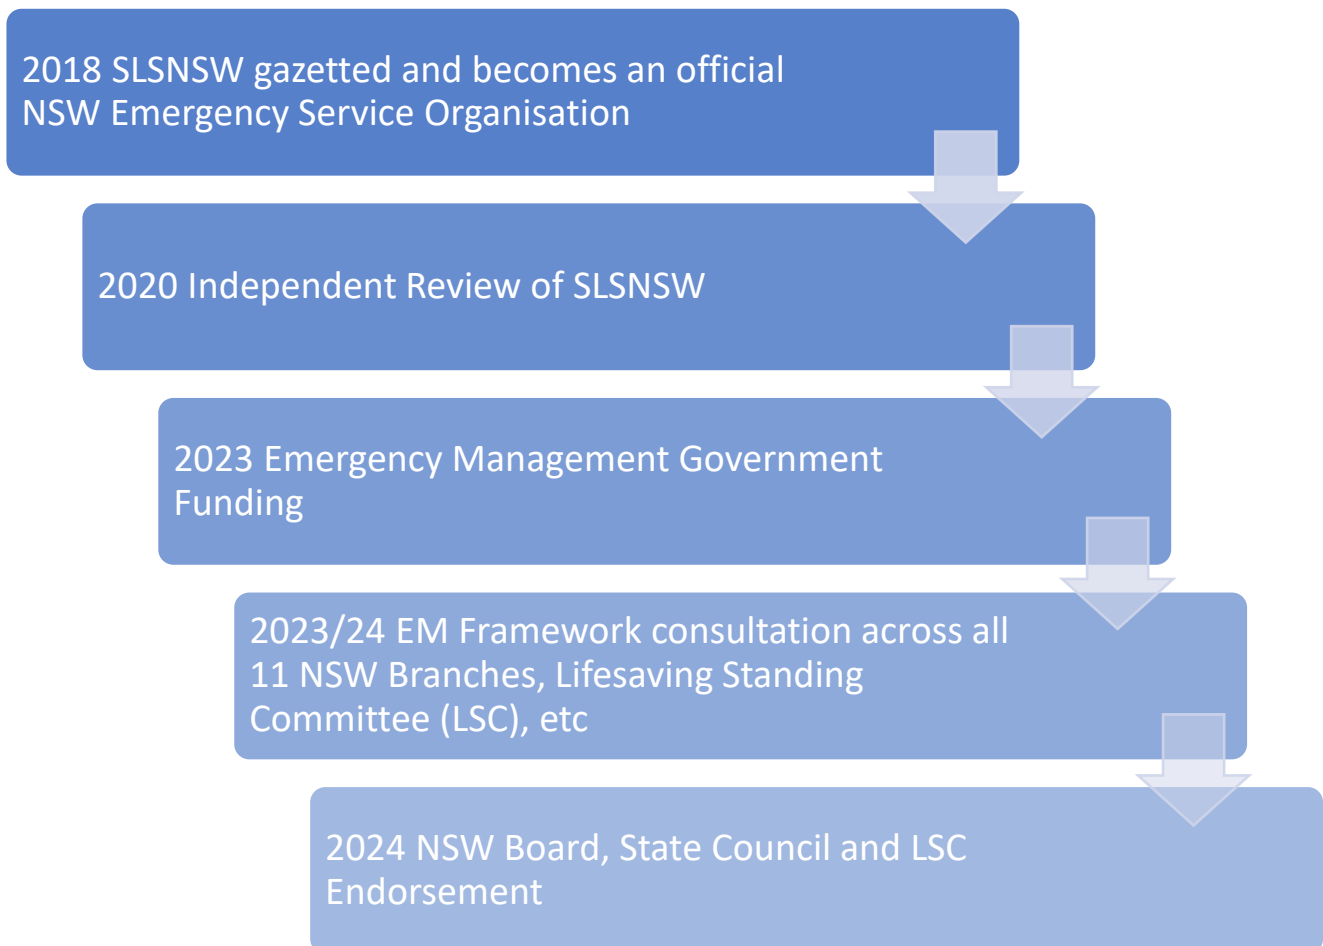 2018 SLSNSW gazetted and becomes an official
NSW Emergency Service Organisation
2020 Independent Review of SLSNSW
2023 Emergency Management Government
Funding
2023/24 EM Framework consultation across all
11 NSW Branches, Lifesaving Standing
Committee (LSC), etc
2024 NSW Board, State Council and LSC
Endorsement